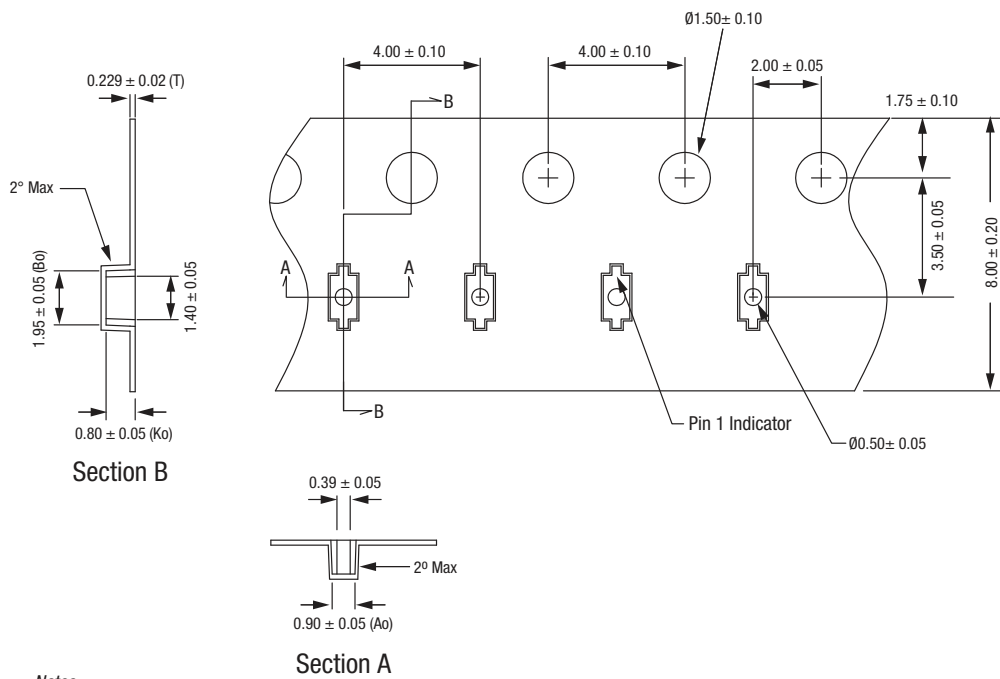 Ø1.50± 0.10
4.00 ± 0.10
4.00 ± 0.10
2.00 ± 0.05
0.229 ± 0.02 (T)
B
1.75 ± 0.10
2° Max
3.50 ± 0.05
8.00 ± 0.20
1.95 ± 0.05 (Bo)
1.40 ± 0.05
A
A
B
Pin 1 Indicator
Ø0.50± 0.05
0.80 ± 0.05 (Ko)
Section B
0.39 ± 0.05
2º Max
0.90 ± 0.05 (Ao)
Section A
Notes